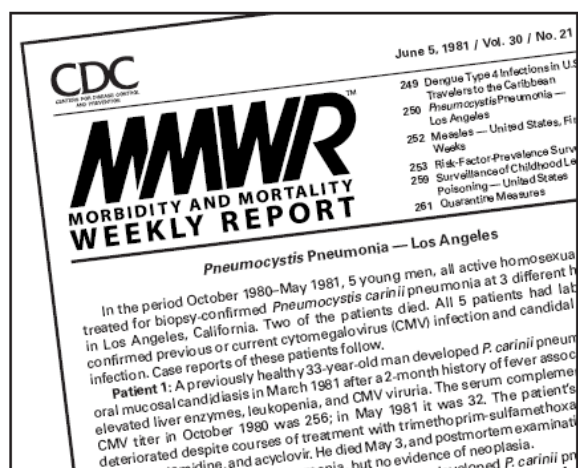 June 5, 1981 / Vol. 30 / No. 21
CDC
CENTERS FOR DISEASE CONTROL
AND PREVENTION
MMWR™
MORBIDITY AND MORTALITY
WEEKLY REPORT
249 Dengue Type 4 Infections in U.S.
Travelers to the Caribbean
250 Pneumocystis Pneumonia —
Los Angeles
252 Measles — United States, First
Weeks
253 Risk-Factor-Prevalence Surve
259 Surveillance of Childhood Le
Poisoning — United States
261 Quarantine Measures
Pneumocystis Pneumonia — Los Angeles
In the period October 1980–May 1981, 5 young men, all active homosexua
treated for biopsy-confirmed Pneumocystis carinii pneumonia at 3 different h
in Los Angeles, California. Two of the patients died. All 5 patients had lab
confirmed previous or current cytomegalovirus (CMV) infection and candidal
infection. Case reports of these patients follow.
Patient 1: A previously healthy 33-year-old man developed P. carinii pneum
oral mucosal candidiasis in March 1981 after a 2-month history of fever assoc
elevated liver enzymes, leukopenia, and CMV viruria. The serum compleme
CMV titer in October 1980 was 256; in May 1981 it was 32. The patient's
deteriorated despite courses of treatment with trimethoprim-sulfamethoxa
midine, and acyclovir. He died May 3, and postmortem examinati
onia, but no evidence of neoplasia.
eloped P. carinii pn